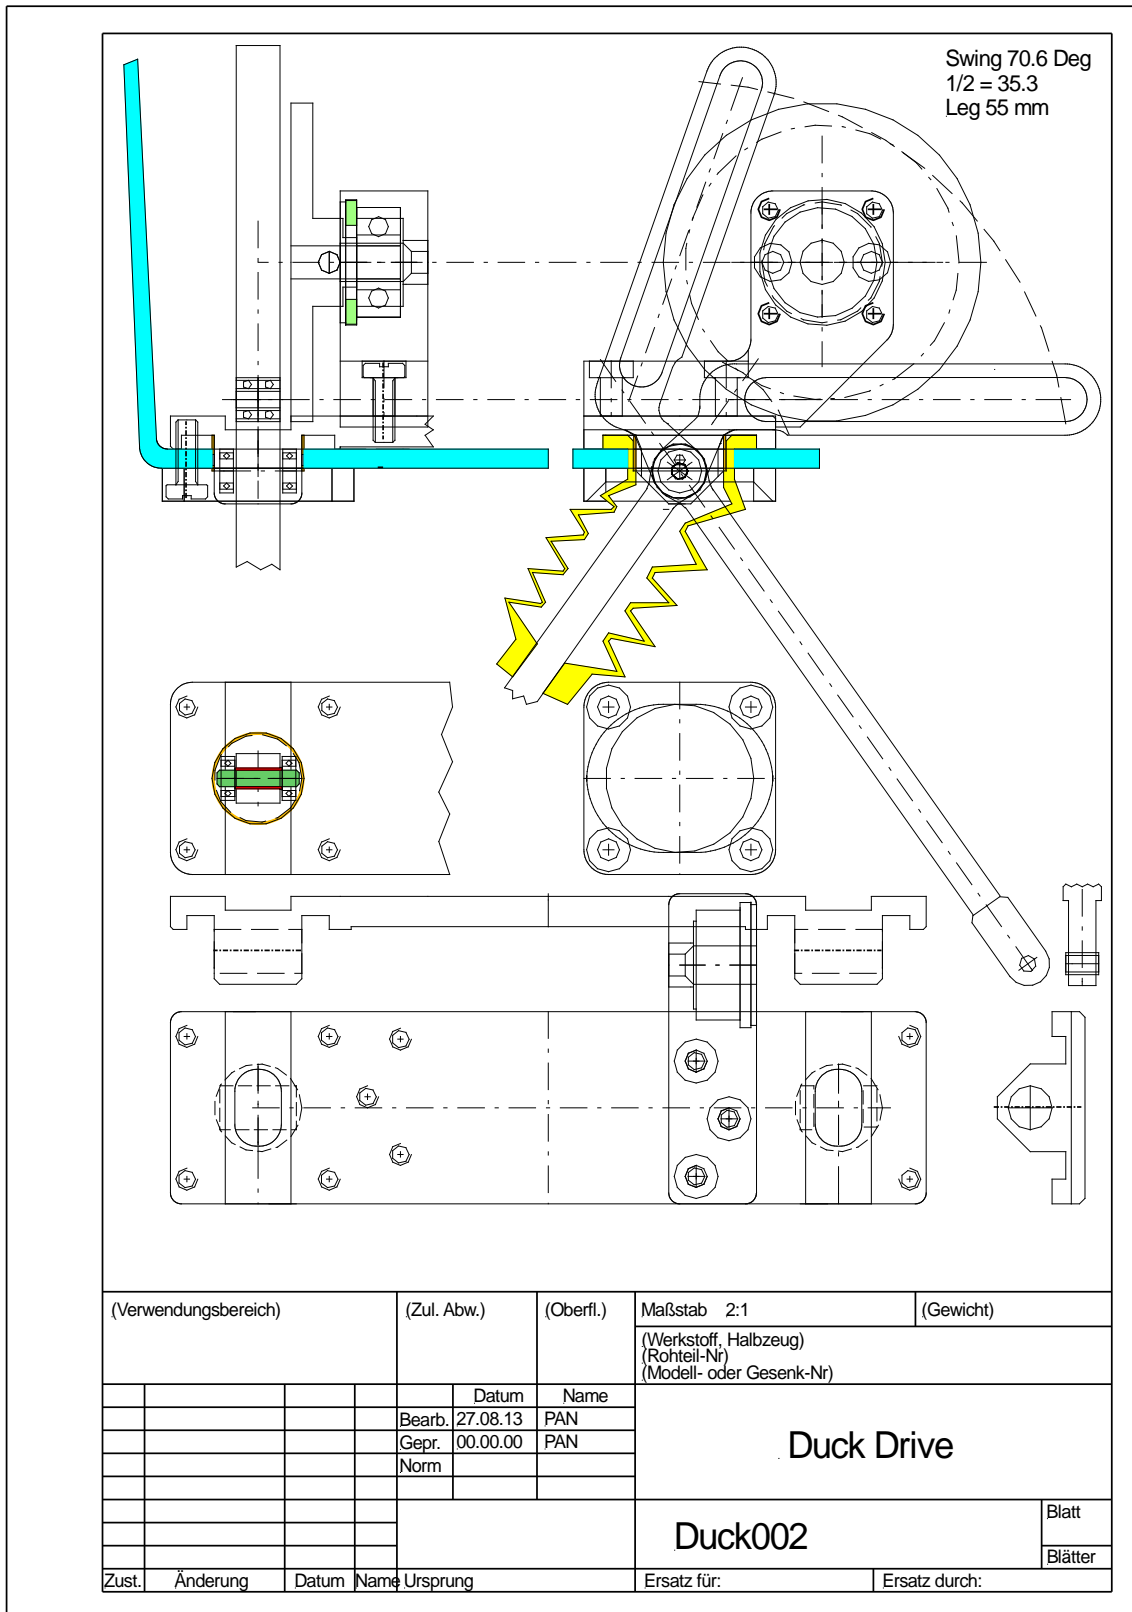 Swing 70.6 Deg
1/2 = 35.3
Leg 55 mm
(Verwendungsbereich)
(Zul. Abw.)
(Oberfl.)
Maßstab 2:1
(Gewicht)
(Werkstoff, Halbzeug)
(Rohteil-Nr)
(Modell- oder Gesenk-Nr)
Datum Name
Bearb. 27.08.13 PAN
Gepr. 00.00.00 PAN
Norm
Duck Drive
Duck002
Blatt
Blätter
Zust. Änderung Datum Name Ursprung Ersatz für: Ersatz durch: